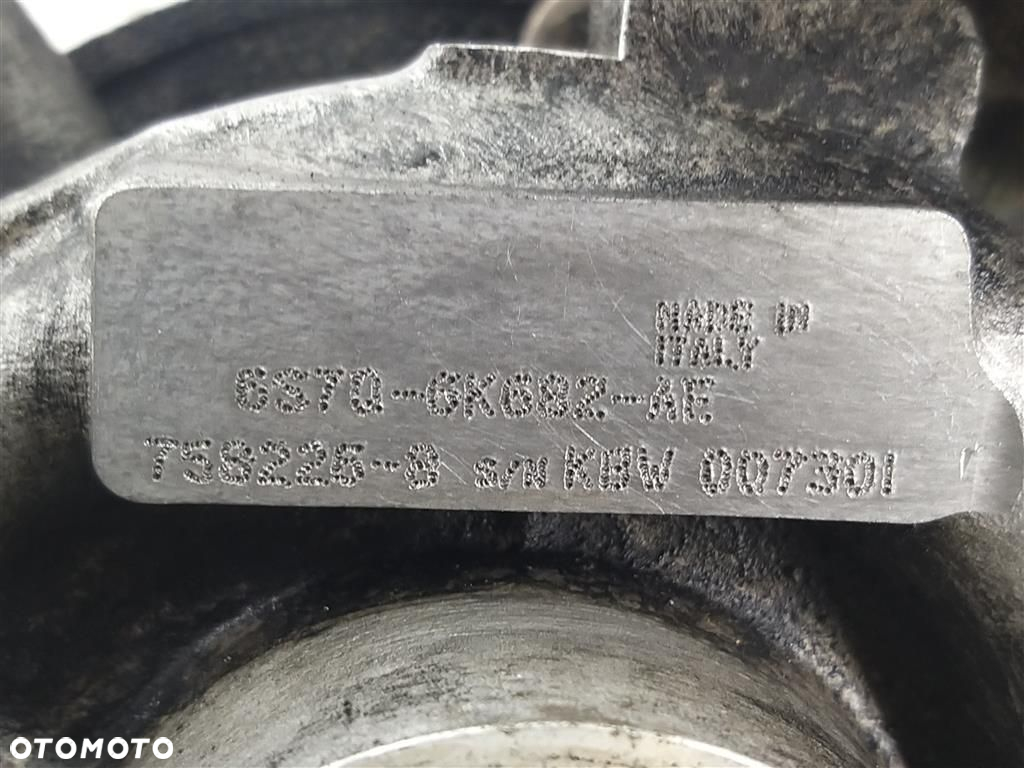 MADE IN
ITALY
6S7Q-6K682-AE
758226-8 S/N KBW 007301
OTOMOTO